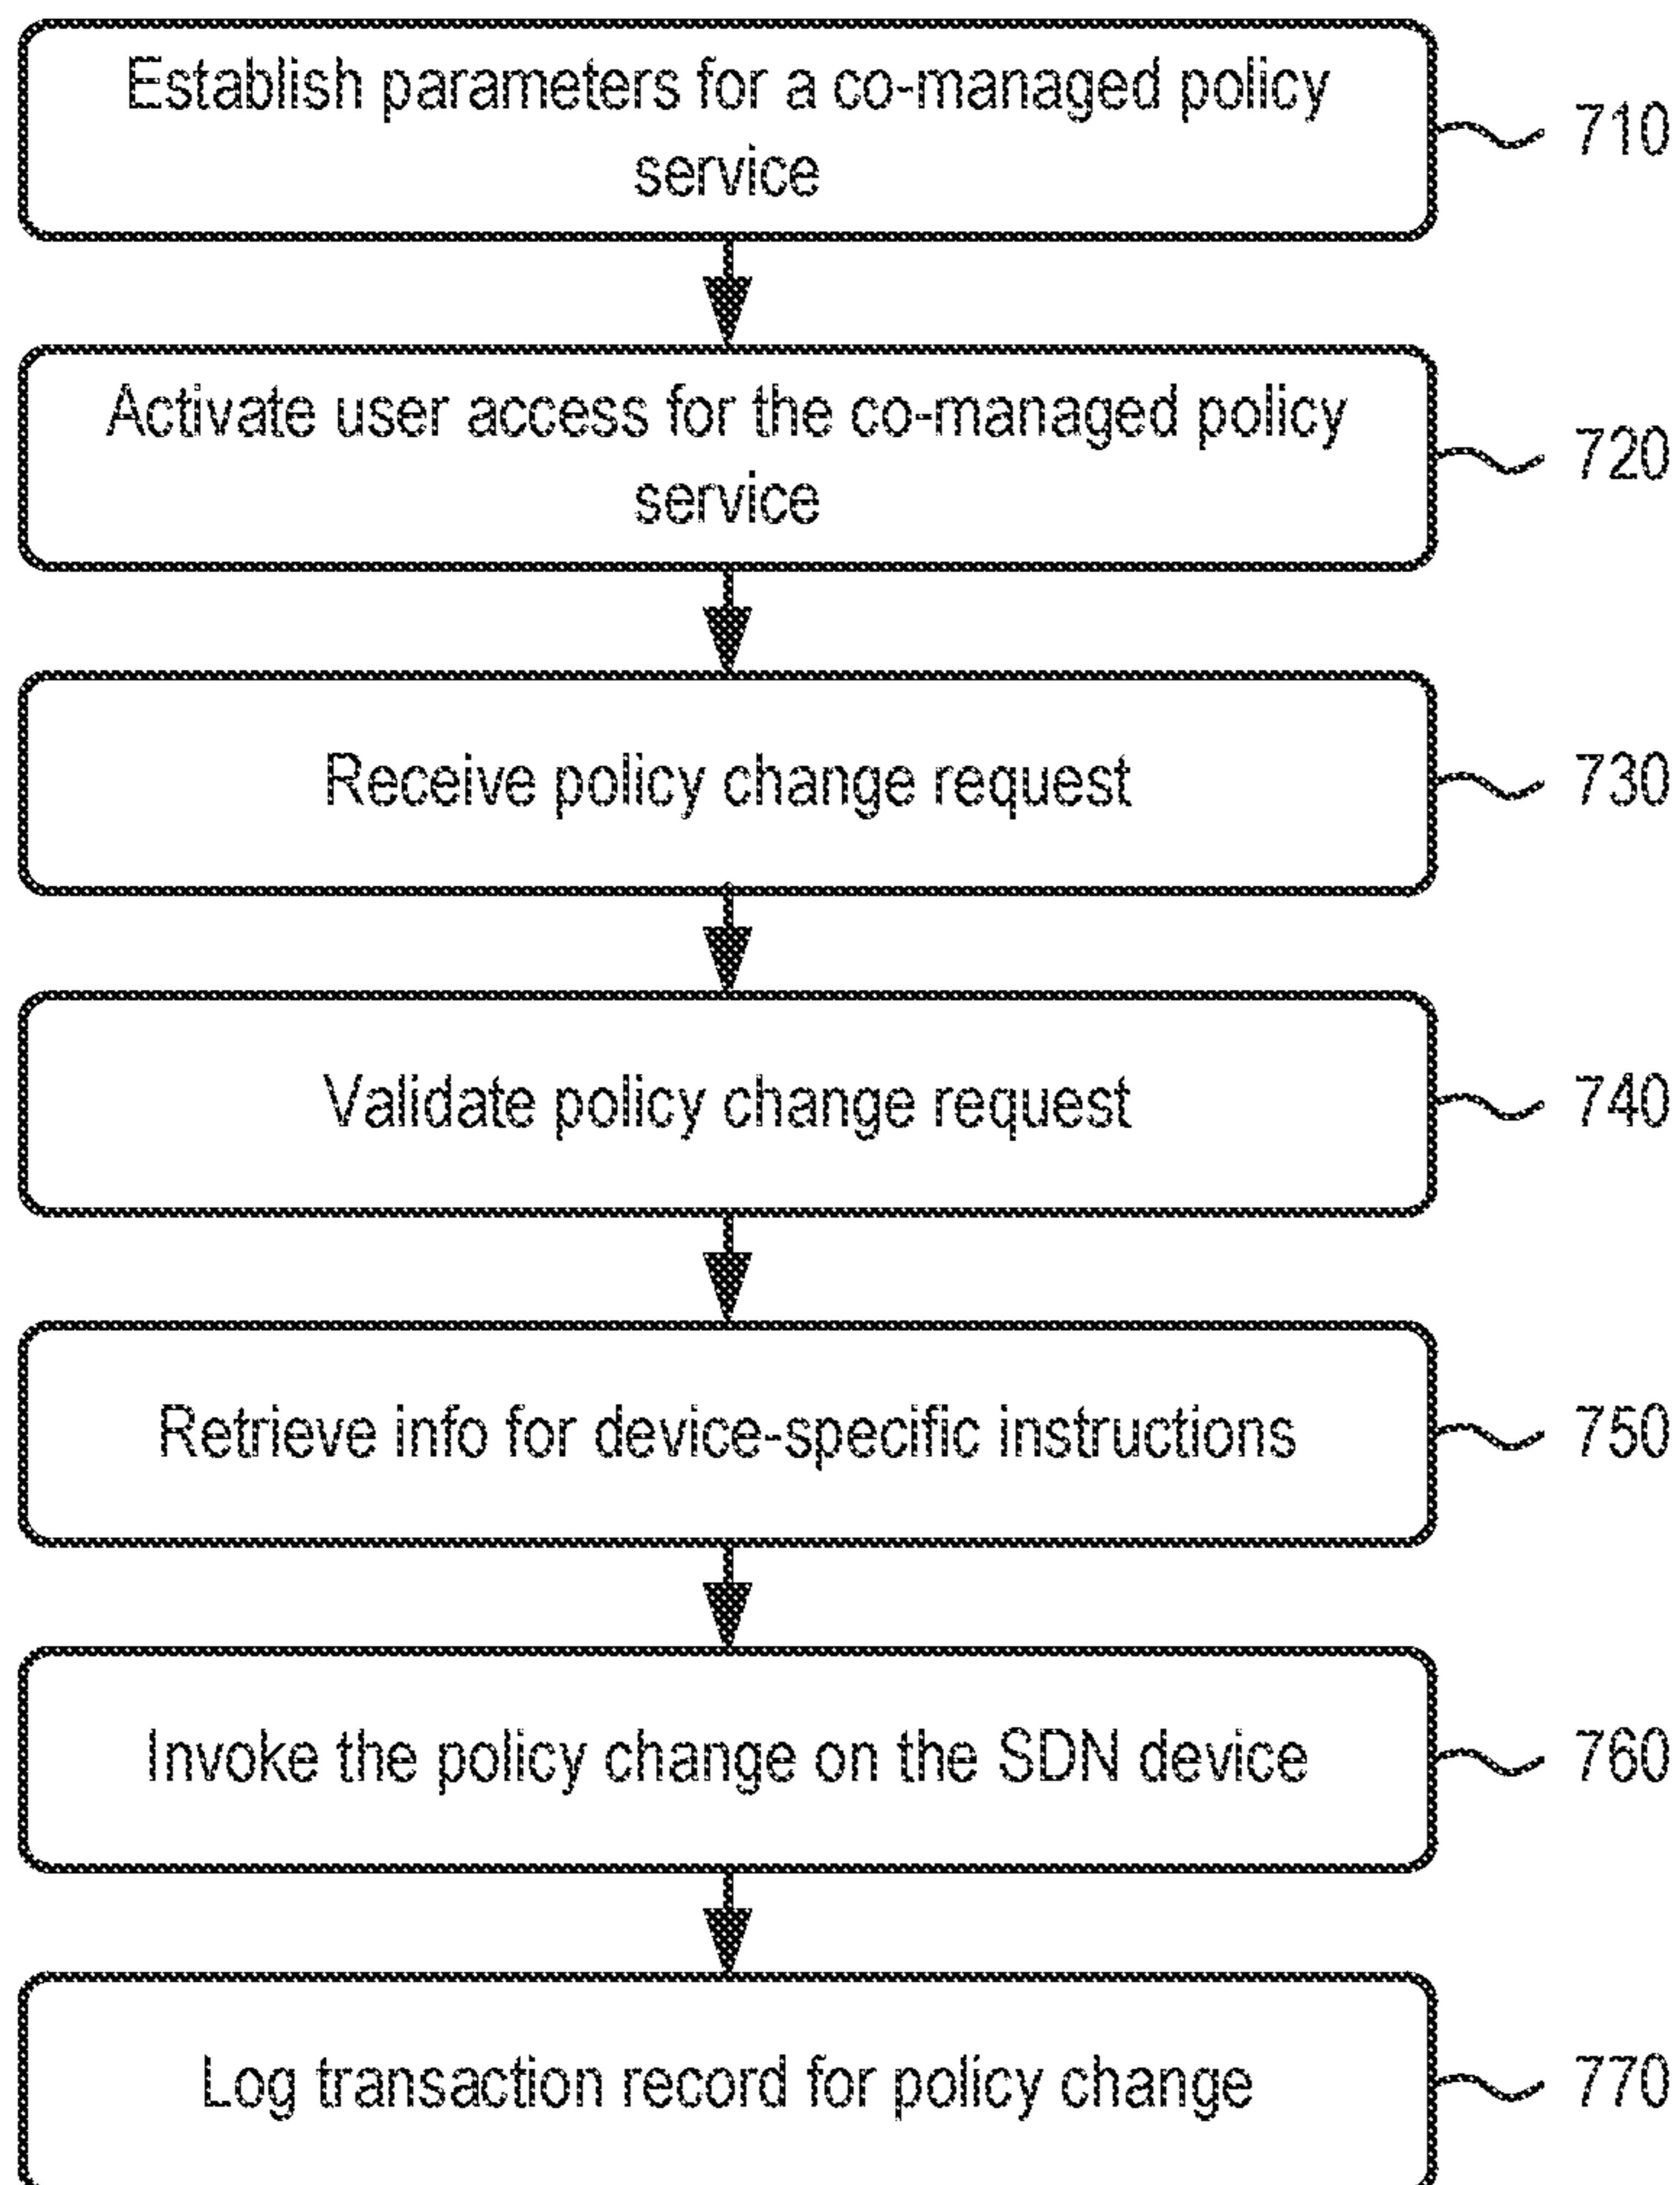 Establish parameters for a co-managed policy
service
710
Activate user access for the co-managed policy
service
720
Receive policy change request
730
Validate policy change request
740
Retrieve info for device-specific instructions
750
Invoke the policy change on the SDN device
760
Log transaction record for policy change
770